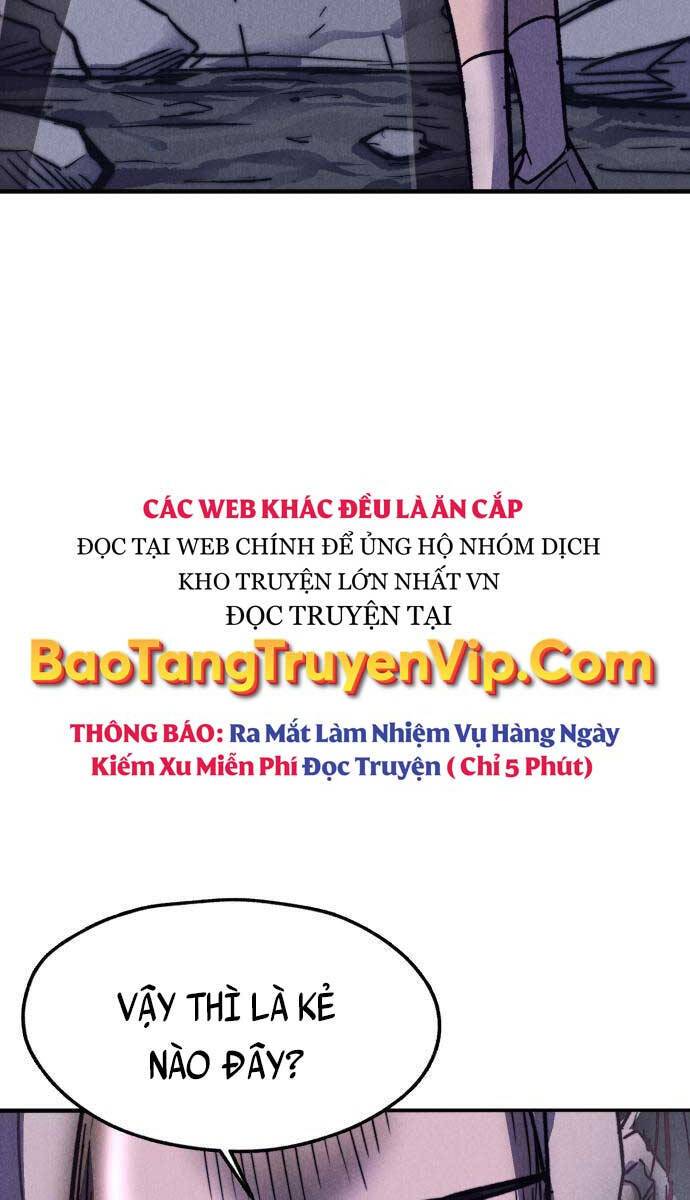 CÁC WEB KHÁC ĐỀU LÀ ĂN CẮP
ĐỌC TẠI WEB CHÍNH ĐỂ ỦNG HỘ NHÓM DỊCH
KHO TRUYỆN LỚN NHẤT VN
ĐỌC TRUYỆN TẠI
BaoTangTruyenVip.Com
THÔNG BÁO: Ra Mắt Làm Nhiệm Vụ Hàng Ngày
Kiếm Xu Miễn Phí Đọc Truyện ( Chỉ 5 Phút)
VẬY THÌ LÀ KẺ
NÀO ĐÂY?